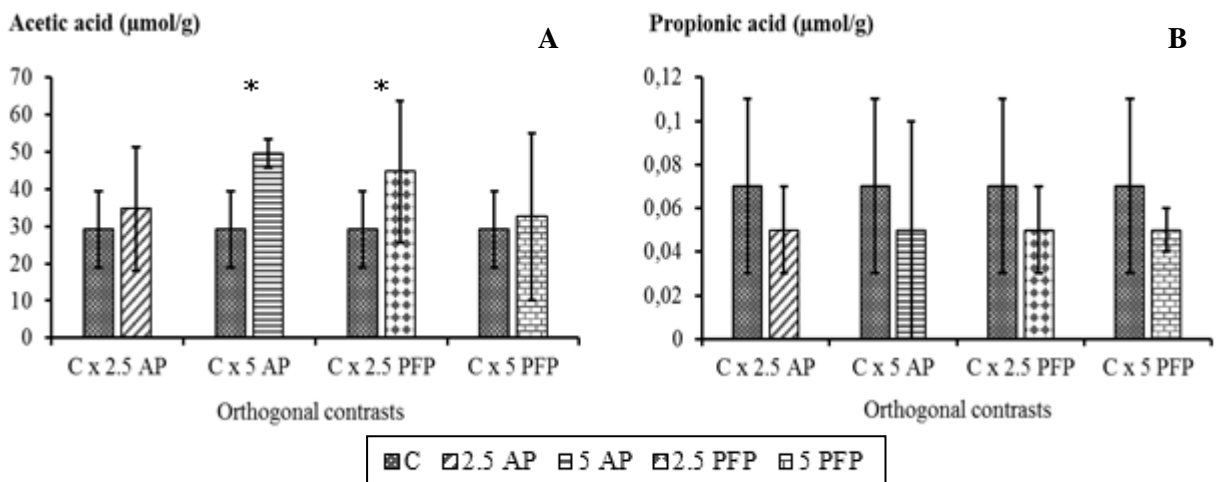 Acetic acid (µmol/g)
A
70
60
50
40
30
20
10
0
* *
C x 2.5 AP C x 5 AP C x 2.5 PFP C x 5 PFP
Orthogonal contrasts
Propionic acid (µmol/g)
B
0,12
0,1
0,08
0,06
0,04
0,02
0
C x 2.5 AP C x 5 AP C x 2.5 PFP C x 5 PFP
Orthogonal contrasts
C 2.5 AP 5 AP 2.5 PFP 5 PFP